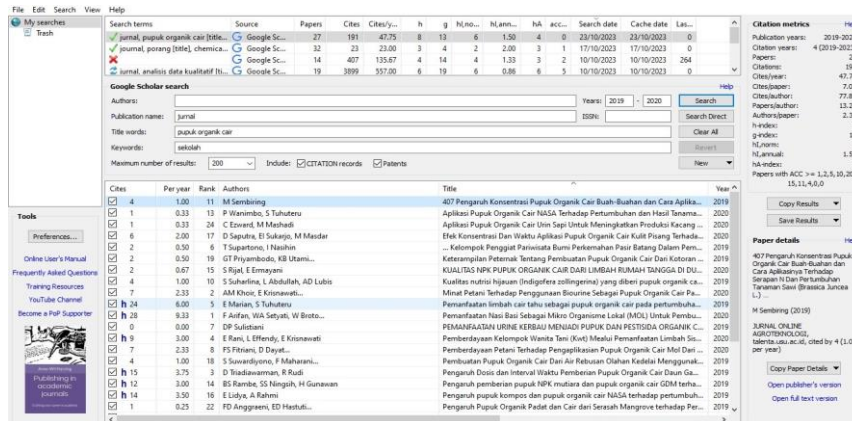 File Edit Search View Help
My searches
Trash
Search terms Source Papers Cites Cites/y... h g hI,no... hI,ann... hA acc... Search date Cache date Las...
jurnal, pupuk organik cair [title... Google Sc... 27 191 47.75 8 13 6 1.50 4 0 23/10/2023 23/10/2023 0
journal, porang [title], chemica... Google Sc... 32 23 23.00 3 4 2 2.00 3 1 17/10/2023 17/10/2023 0
Google Sc... 14 407 135.67 4 14 4 1.33 3 2 10/10/2023 10/10/2023 264
jurnal, analisis data kualitatif [ti... Google Sc... 19 3899 557.00 6 19 6 0.86 6 5 10/10/2023 10/10/2023 0
Google Scholar search Help
Authors: Years: 2019 - 2020 Search
Publication name: jurnal ISSN: Search Direct
Title words: pupuk organik cair Clear All
Keywords: sekolah Revert
Maximum number of results: 200 Include: CITATION records Patents New
Cites Per year Rank Authors Title Year
4 1.00 11 M Sembiring 407 Pengaruh Konsentrasi Pupuk Organik Cair Buah-Buahan dan Cara Aplika... 2019
1 0.33 13 P Wanimbo, S Tuhuteru Aplikasi Pupuk Organik Cair NASA Terhadap Pertumbuhan dan Hasil Tanama... 2020
1 0.33 24 C Ezward, M Mashadi Aplikasi Pupuk Organik Cair Urin Sapi Untuk Meningkatkan Produksi Kacang ... 2020
6 2.00 17 D Saputra, El Sukarjo, M Masdar Efek Konsentrasi Dan Waktu Aplikasi Pupuk Organik Cair Kulit Pisang Terhada... 2020
2 0.50 6 T Supartono, I Nasihin ... Kelompok Penggiat Pariwisata Bumi Perkemahan Pasir Batang Dalam Pem... 2019
2 0.50 19 GT Priyambodo, KB Utami... Keterampilan Peternak Tentang Pembuatan Pupuk Organik Cair Dari Kotoran ... 2019
2 0.67 15 S Rijal, E Ermayani KUALITAS NPK PUPUK ORGANIK CAIR DARI LIMBAH RUMAH TANGGA DI DU... 2020
4 1.00 10 S Suharlina, L Abdullah, AD Lubis Kualitas nutrisi hijauan (Indigofera zollingerina) yang diberi pupuk organik ca... 2019
7 2.33 2 AM Khoir, E Krisnawati... Minat Petani Terhadap Penggunaan Biourine Sebagai Pupuk Organik Cair Pa... 2020
h 24 6.00 5 E Marian, S Tuhuteru Pemanfaatan limbah cair tahu sebagai pupuk organik cair pada pertumbuha... 2019
h 28 9.33 1 F Arifan, WA Setyati, W Broto... Pemanfaatan Nasi Basi Sebagai Mikro Organisme Lokal (MOL) Untuk Pembu... 2020
0 0.00 7 DP Sulistiani PEMANFAATAN URINE KERBAU MENJADI PUPUK DAN PESTISIDA ORGANIK C... 2019
h 9 3.00 4 E Rani, L Effendy, E Krisnawati Pemberdayaan Kelompok Wanita Tani (Kwt) Mealui Pemanfaatan Limbah Sis... 2020
7 2.33 8 FS Fitriani, D Dayat... Pemberdayaan Petani Terhadap Pengaplikasian Pupuk Organik Cair Mol Dari ... 2020
4 1.00 18 S Suwardiyono, F Maharani... Pembuatan Pupuk Organik Cair Dari Air Rebusan Olahan Kedelai Menggunak... 2019
h 15 3.75 3 D Triadiawarman, R Rudi Pengaruh Dosis dan Interval Waktu Pemberian Pupuk Organik Cair Daun Ga... 2019
h 12 3.00 14 BS Rambe, SS Ningsih, H Gunawan Pengaruh pemberian pupuk NPK mutiara dan pupuk organik cair GDM terha... 2019
h 14 3.50 16 E Lidya, A Rahmi Pengaruh pupuk kompos dan pupuk organik cair NASA terhadap pertumbuh... 2019
1 0.25 22 FD Anggraeni, ED Hastuti... Pengaruh Pupuk Organik Padat dan Cair dari Serasah Mangrove terhadap Per... 2019
Tools
Preferences...
Online User's Manual
Frequently Asked Questions
Training Resources
YouTube Channel
Become a PoP Supporter
Publishing in
academic
journals
Citation metrics He
Publication years: 2019-202
Citation years: 4 (2019-202
Papers: 2
Citations: 19
Cites/year: 47.7
Cites/paper: 7.0
Cites/author: 77.8
Papers/author: 13.2
Authors/paper: 2.3
h-index:
g-index: 1
hI,norm:
hI,annual: 1.5
hA-index:
Papers with ACC >= 1,2,5,10,20
15,11,4,0,0
Copy Results
Save Results
Paper details He
407 Pengaruh Konsentrasi Pupuk
Organik Cair Buah-Buahan dan
Cara Aplikasinya Terhadap
Serapan N Dan Pertumbuhan
Tanaman Sawi (Brassica Juncea
L.) ...
M Sembiring (2019)
JURNAL ONLINE
AGROTEKNOLOGI,
talenta.usu.ac.id, cited by 4 (1.0
per year)
Copy Paper Details
Open publisher's version
Open full text version